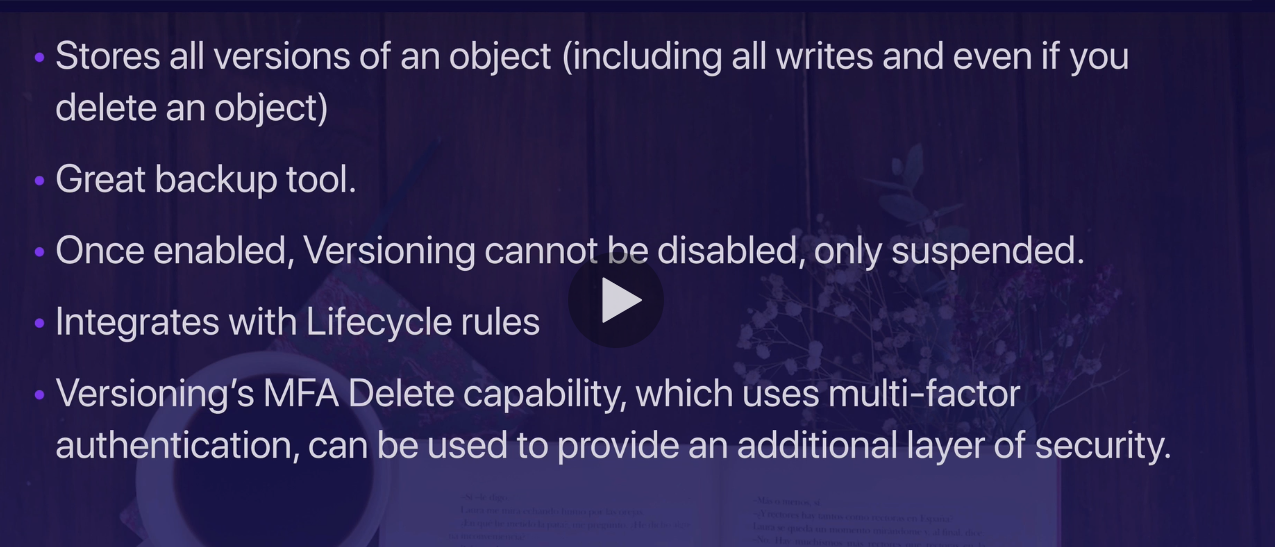 • Stores all versions of an object (including all writes and even if you
delete an object)
• Great backup tool.
• Once enabled, Versioning cannot be disabled, only suspended.
• Integrates with Lifecycle rules
• Versioning’s MFA Delete capability, which uses multi-factor
authentication, can be used to provide an additional layer of security.